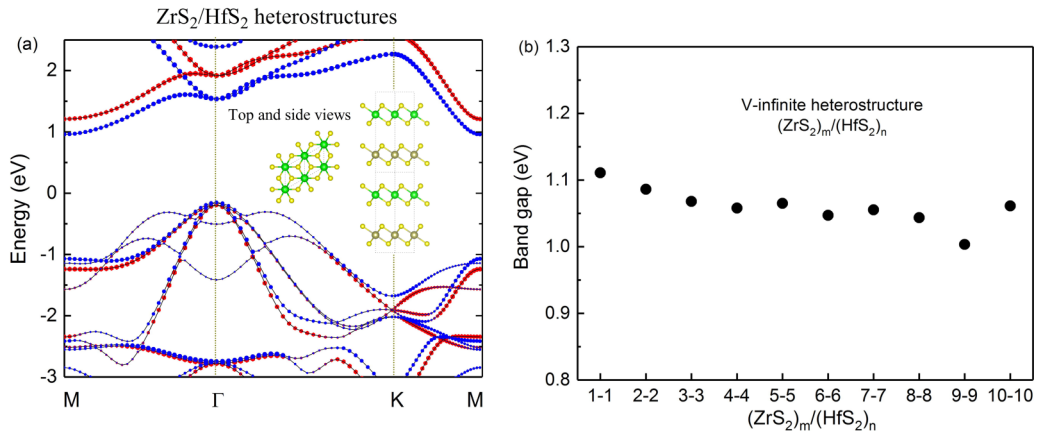 ZrS2/HfS2 heterostructures
(a)
Energy (eV)
2
1
0
-1
-2
-3
Top and side views
M
Γ
K
M
(b)
Band gap (eV)
1.3
1.2
1.1
1.0
0.9
0.8
V-infinite heterostructure
(ZrS2)m/(HfS2)n
1-1
2-2
3-3
4-4
5-5
6-6
7-7
8-8
9-9
10-10
(ZrS2)m/(HfS2)n